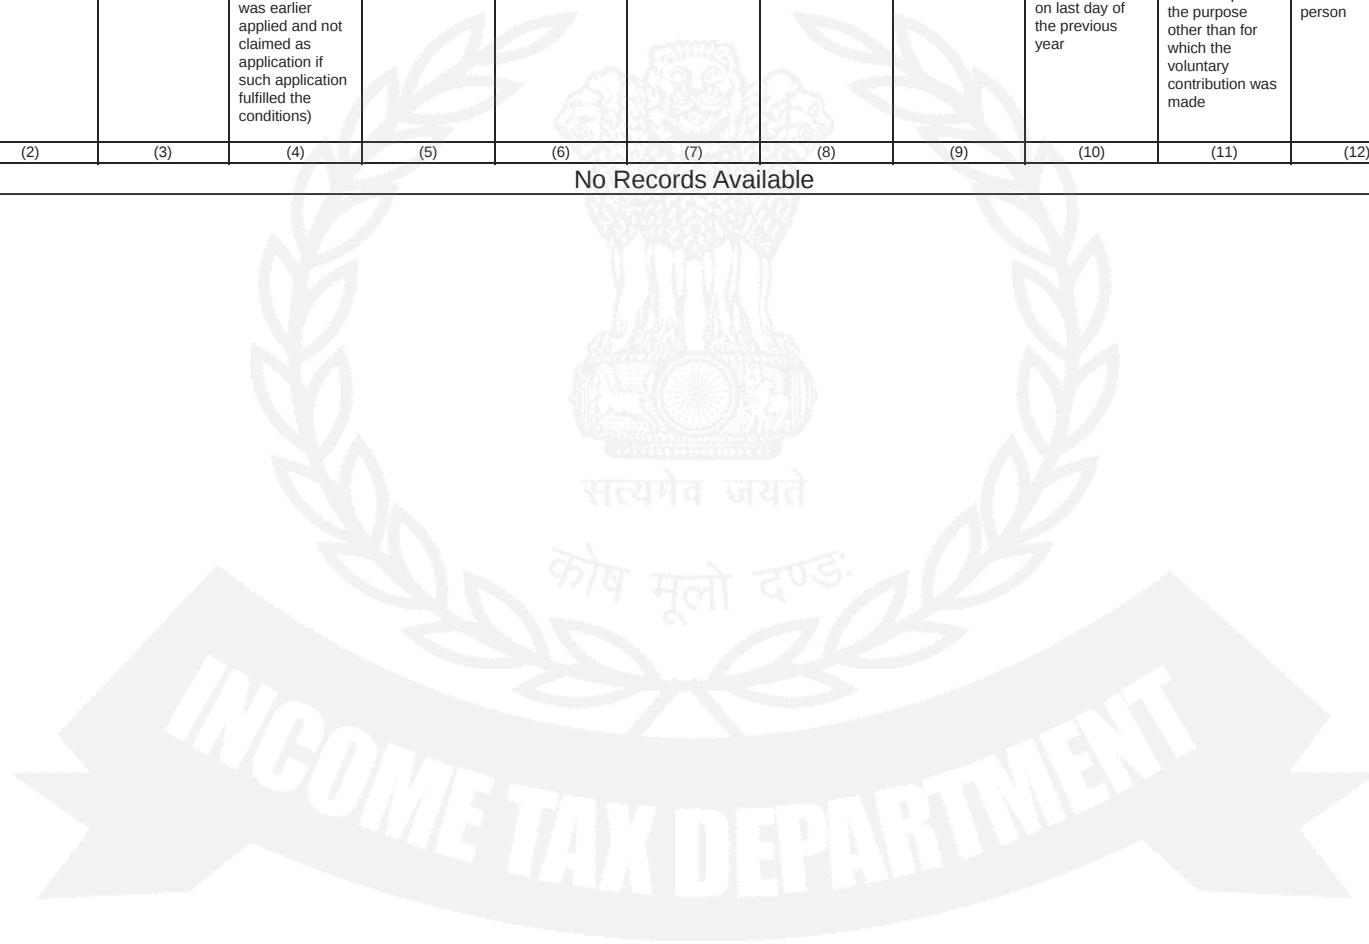 was earlier
applied and not
claimed as
application if
such application
fulfilled the
conditions)
on last day of
the previous
year
the purpose
other than for
which the
voluntary
contribution was
made
person
(2) (3) (4) (5) (6) (7) (8) (9) (10) (11) (12)
No Records Available
सत्यमेव जयते
कोष मूलो दण्डः
INCOME TAX DEPARTMENT